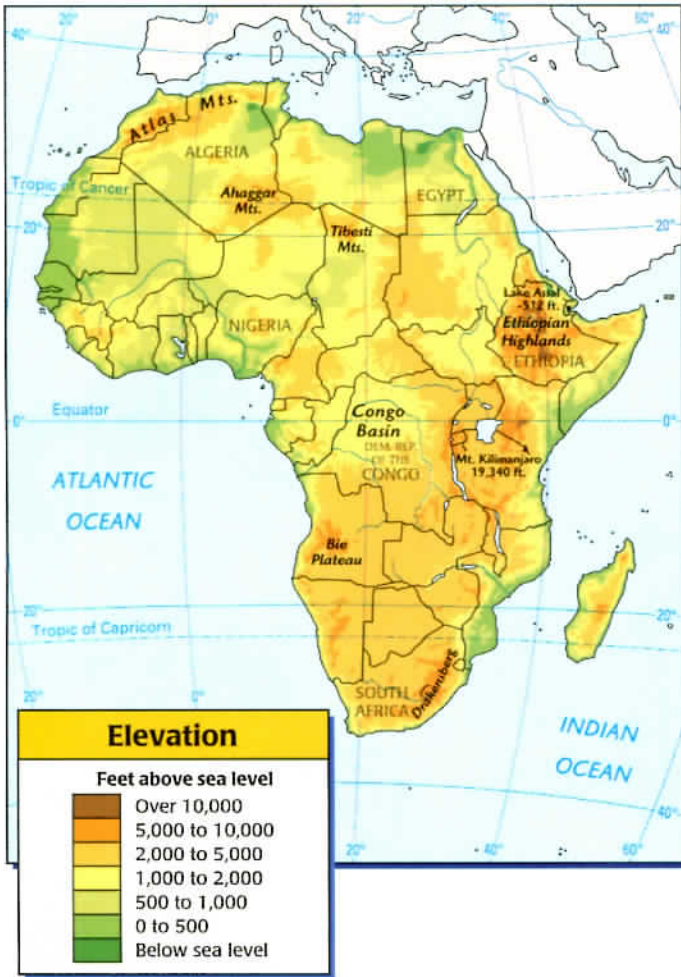 40°
0°
20°
40°
60°
40°
Atlas Mts.
ALGERIA
Tropic of Cancer
Ahaggar
Mts.
EGYPT
20°
Tibesti
Mts.
20°
Lake Assal
-512 ft.
NIGERIA
Ethiopian
Highlands
ETHIOPIA
Equator
0°
Congo
Basin
DEM. REP.
OF THE
CONGO
0°
Mt. Kilimanjaro
19,340 ft.
ATLANTIC
OCEAN
Bie
Plateau
20°
20°
Tropic of Capricorn
20°
0°
SOUTH
AFRICA
Drakensberg
INDIAN
OCEAN
40°
20°
40°
60°
Elevation
Feet above sea level
Over 10,000
5,000 to 10,000
2,000 to 5,000
1,000 to 2,000
500 to 1,000
0 to 500
Below sea level